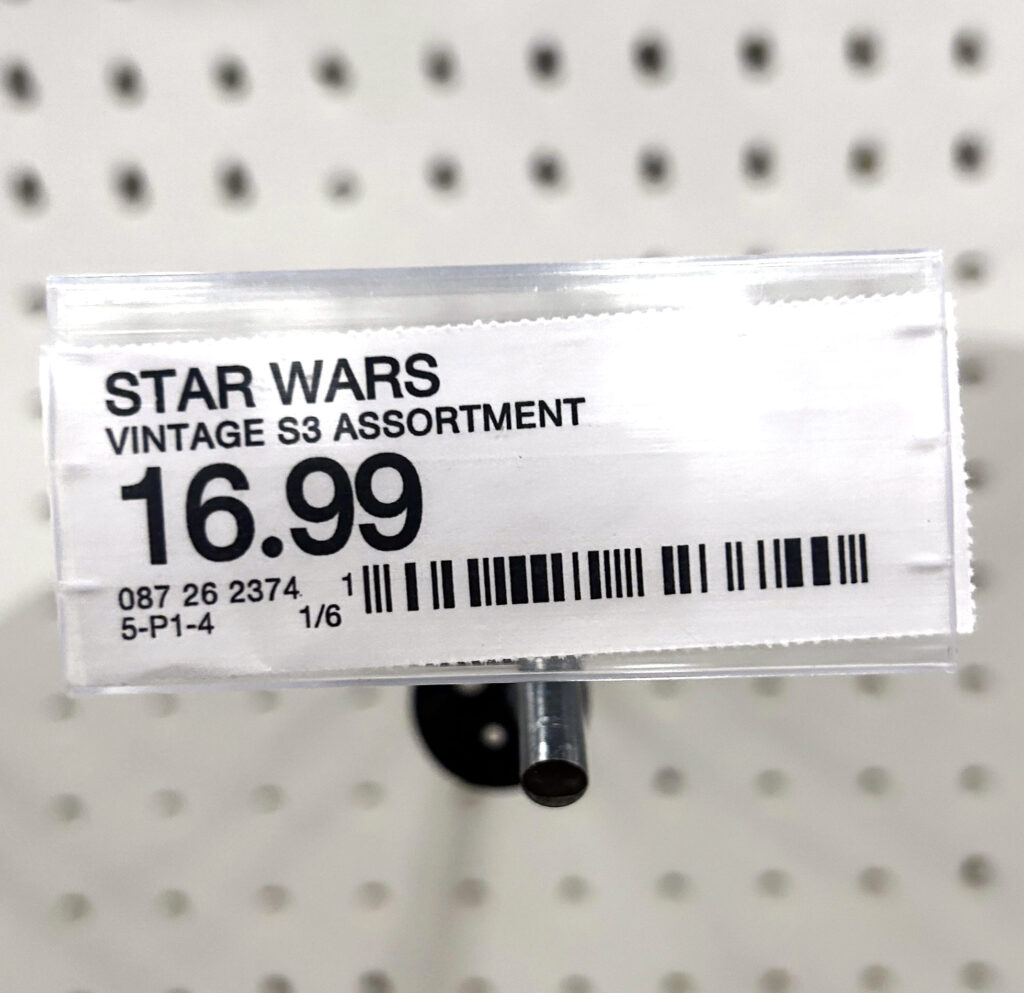 STAR WARS
VINTAGE S3 ASSORTMENT
16.99
087 26 2374 1
5-P1-4 1/6